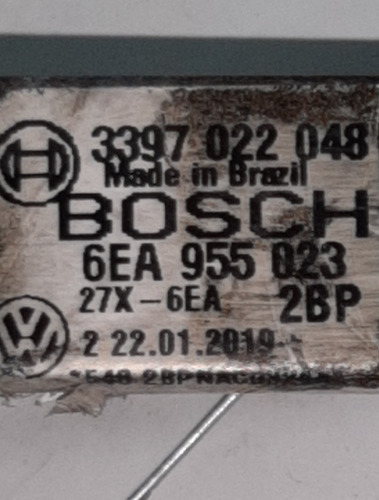 3397 022 048
Made in Brazil
BOSCH
6EA 955 023
27X-6EA 2BP
2 22.01.2019